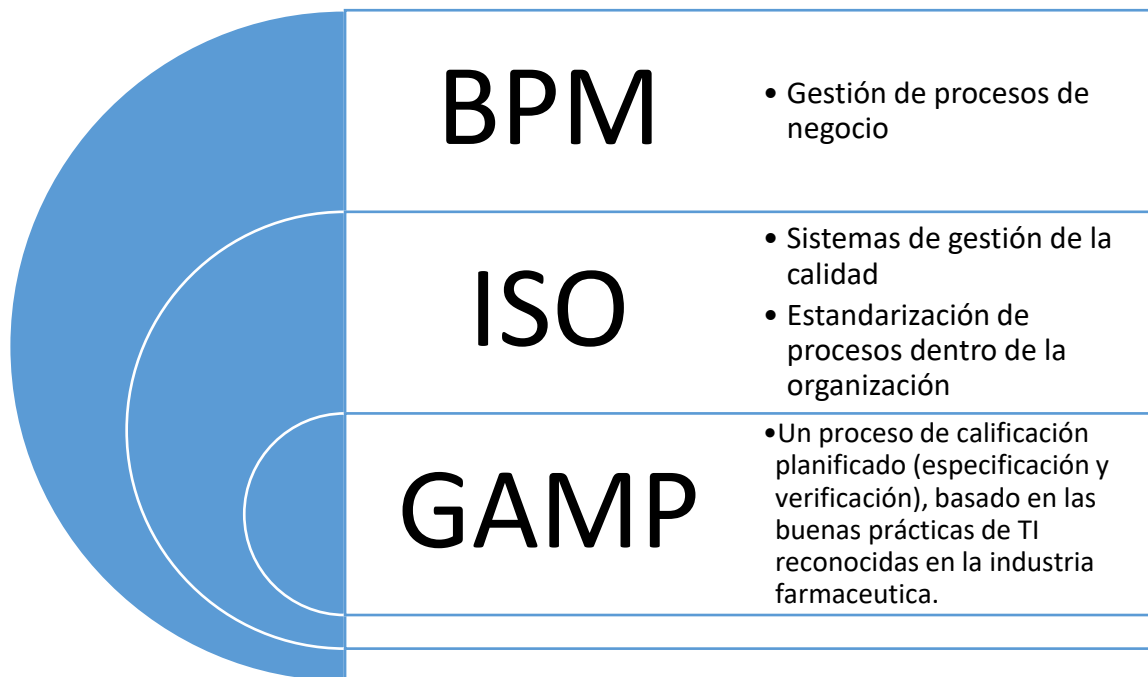 BPM
• Gestión de procesos de
negocio
ISO
• Sistemas de gestión de la
calidad
• Estandarización de
procesos dentro de la
organización
GAMP
•Un proceso de calificación
planificado (especificación y
verificación), basado en las
buenas prácticas de TI
reconocidas en la industria
farmaceutica.